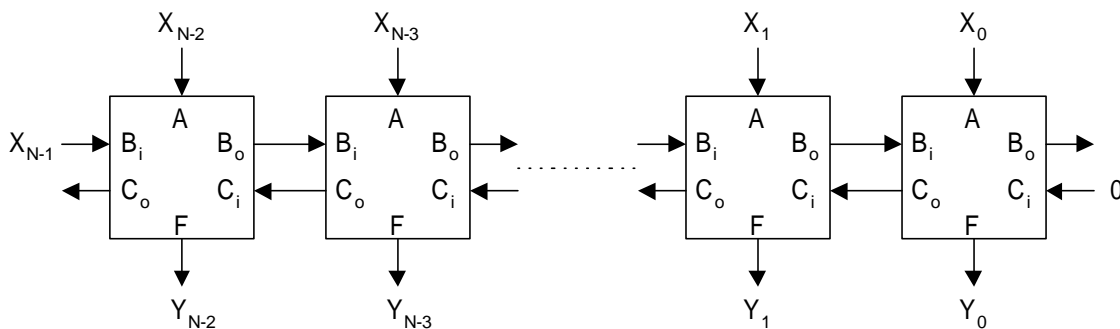 X_{N-2} X_{N-3} X_1 X_0
A A A A
X_{N-1} B_i B_o B_i B_o B_i B_o B_i B_o
C_o C_i C_o C_i C_o C_i C_o C_i 0
F F F F
Y_{N-2} Y_{N-3} Y_1 Y_0